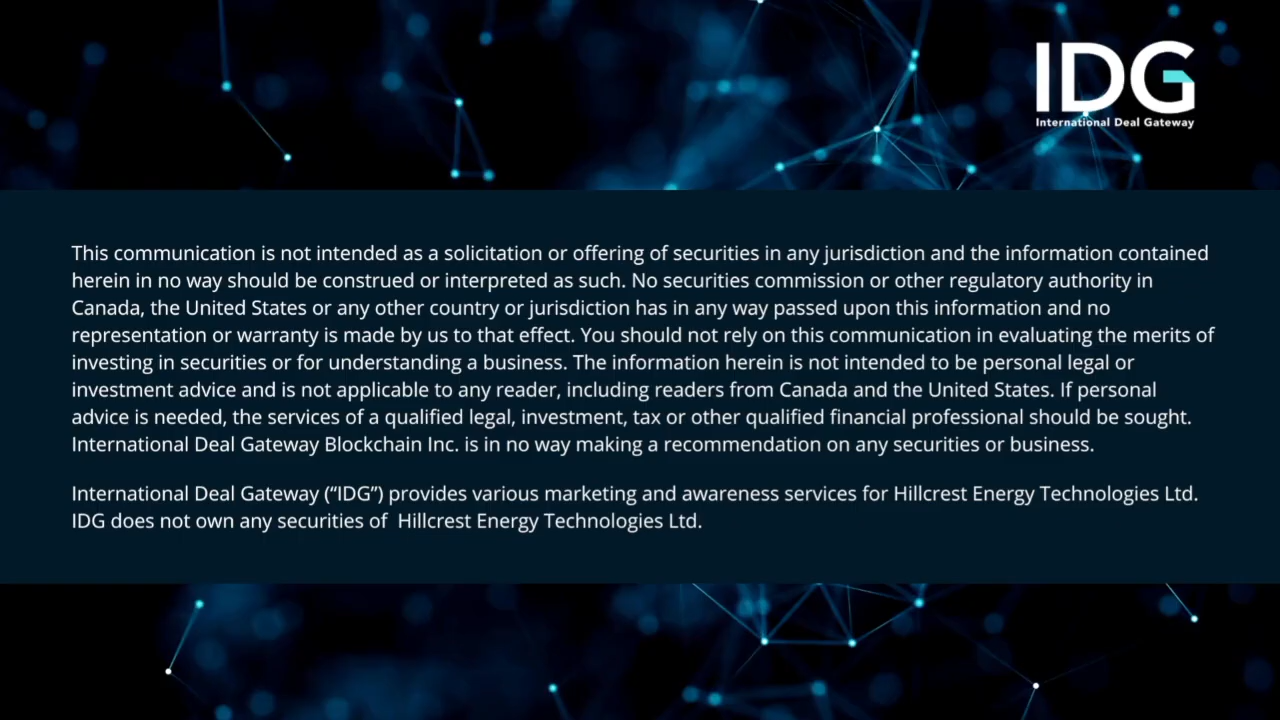 IDG
International Deal Gateway
This communication is not intended as a solicitation or offering of securities in any jurisdiction and the information contained
herein in no way should be construed or interpreted as such. No securities commission or other regulatory authority in
Canada, the United States or any other country or jurisdiction has in any way passed upon this information and no
representation or warranty is made by us to that effect. You should not rely on this communication in evaluating the merits of
investing in securities or for understanding a business. The information herein is not intended to be personal legal or
investment advice and is not applicable to any reader, including readers from Canada and the United States. If personal
advice is needed, the services of a qualified legal, investment, tax or other qualified financial professional should be sought.
International Deal Gateway Blockchain Inc. is in no way making a recommendation on any securities or business.
International Deal Gateway (“IDG”) provides various marketing and awareness services for Hillcrest Energy Technologies Ltd.
IDG does not own any securities of  Hillcrest Energy Technologies Ltd.